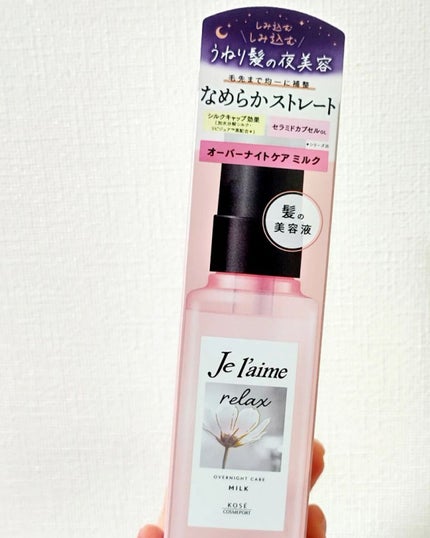 しみ込む
しみ込む
うねり髪の夜美容
毛先まで均一に補整
なめらかストレート
シルクキャップ効果
セラミドカプセル
オーバーナイトケア ミルク
髪の
美容液
Je l'aime
relax
OVERNIGHT CARE
MILK
KOSÉ
COSMEPORT